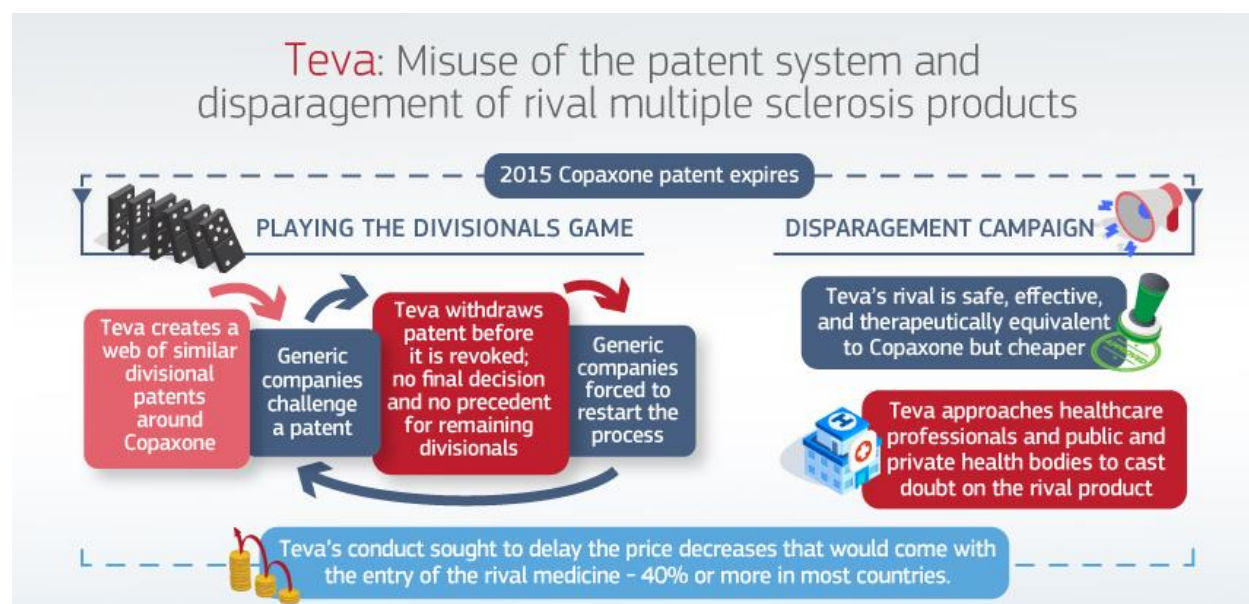 Teva: Misuse of the patent system and
disparagement of rival multiple sclerosis products
2015 Copaxone patent expires
PLAYING THE DIVISIONALS GAME
Teva creates a
web of similar
divisional
patents
around
Copaxone
Generic
companies
challenge
a patent
Teva withdraws
patent before
it is revoked;
no final decision
and no precedent
for remaining
divisionals
Generic
companies
forced to
restart the
process
DISPARAGEMENT CAMPAIGN
Teva's rival is safe, effective,
and therapeutically equivalent
to Copaxone but cheaper
APPROVED
H
Teva approaches healthcare
professionals and public and
private health bodies to cast
doubt on the rival product
Teva's conduct sought to delay the price decreases that would come with
the entry of the rival medicine – 40% or more in most countries.